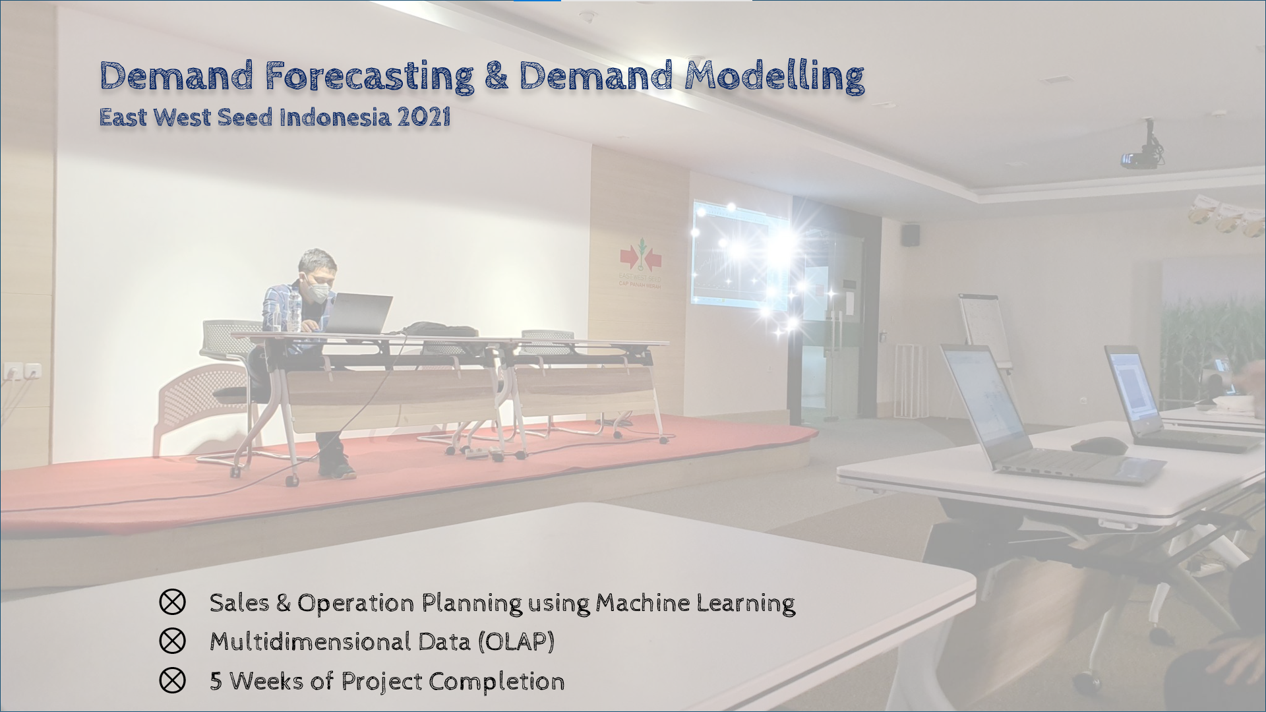 Demand Forecasting & Demand Modelling
East West Seed Indonesia 2021
Sales & Operation Planning using Machine Learning
Multidimensional Data (OLAP)
5 Weeks of Project Completion